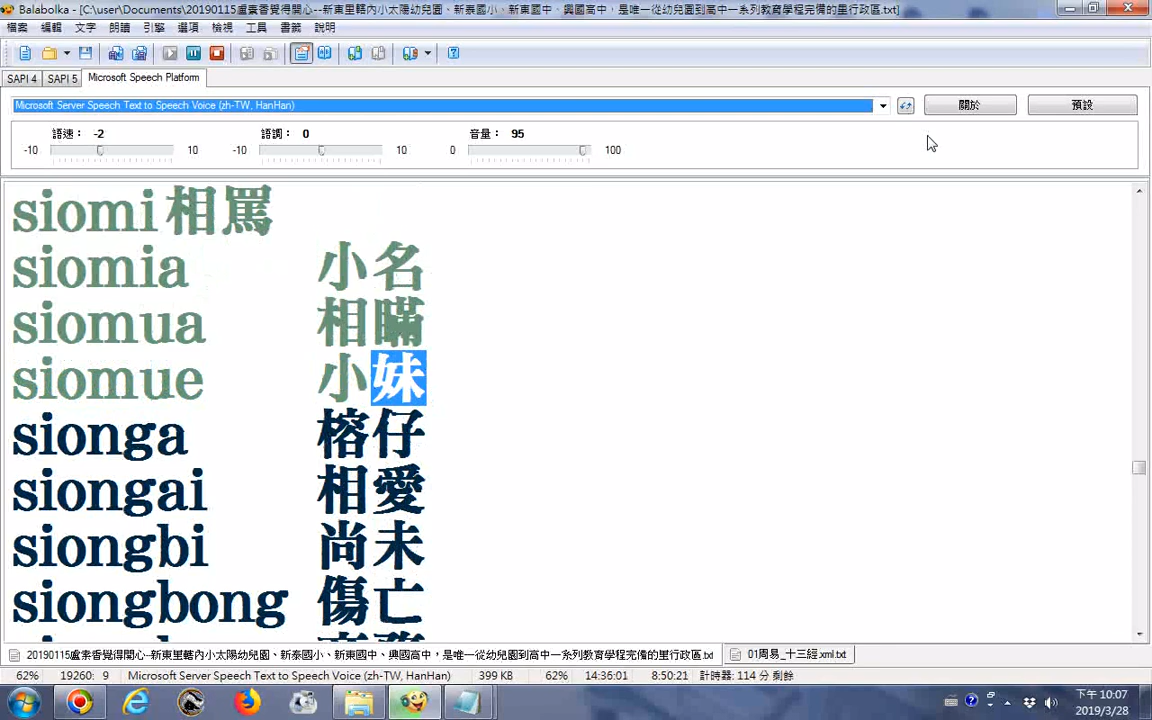 Balabolka - [C:\user\Documents\20190115盧素香覺得開心--新東里轄內小太陽幼兒園、新泰國小、新東國中、興國高中，是唯一從幼兒園到高中一系列教育學程完備的里行政區.txt]
檔案 編輯 文字 朗讀 引擎 選項 檢視 工具 書籤 說明
SAPI 4 SAPI 5 Microsoft Speech Platform
Microsoft Server Speech Text to Speech Voice (zh-TW, HanHan) 關於 預設
語速： -2 語調： 0 音量： 95
-10 10 -10 10 0 100
siomi 相罵
siomia 小名
siomua 相瞞
siomue 小妹
sionga 榕仔
siongai 相愛
siongbi 尚未
siongbong 傷亡
20190115盧素香覺得開心--新東里轄內小太陽幼兒園、新泰國小、新東國中、興國高中，是唯一從幼兒園到高中一系列教育學程完備的里行政區.txt 01周易_十三經.xml.txt
62% 19260: 9 Microsoft Server Speech Text to Speech Voice (zh-TW, HanHan) 399 KB 62% 14:36:01 8:50:21 計時器： 114 分 剩餘
下午 10:07
2019/3/28